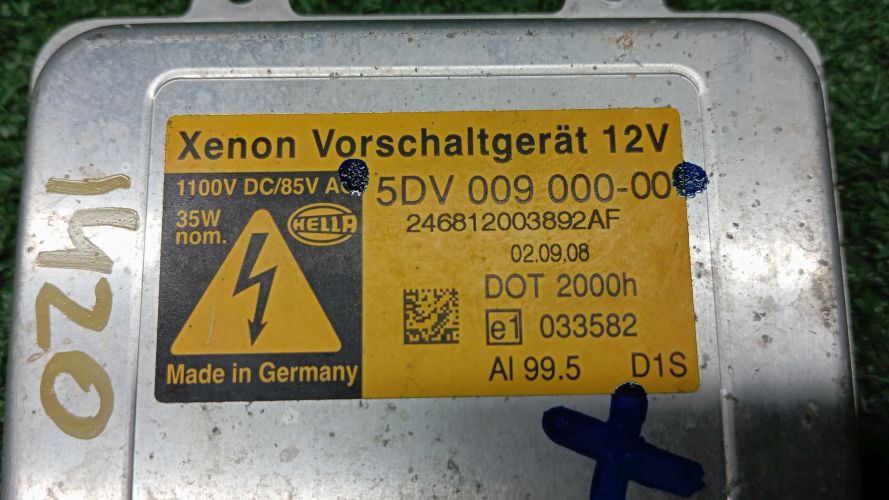 Xenon Vorschaltgerät 12V
1100V DC/85V AC
5DV 009 000-00
35W
nom.
HELLA
246812003892AF
02.09.08
DOT 2000h
e1 033582
Made in Germany
Al 99.5 D1S
1420